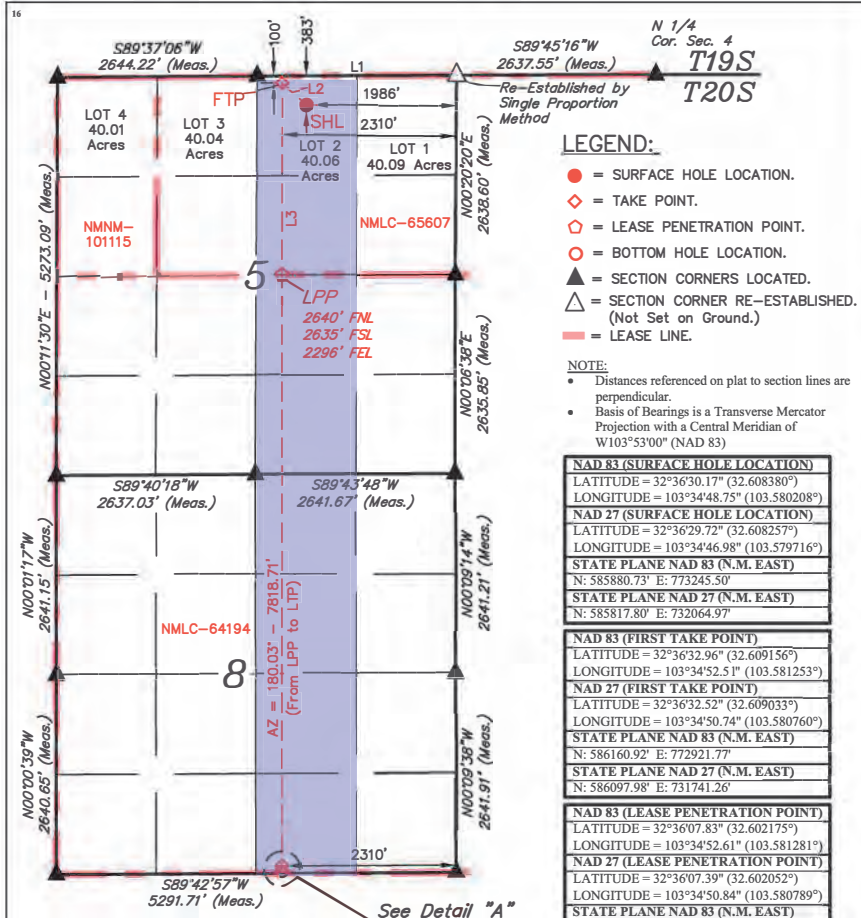 16
S89°37'06"W
2644.22' (Meas.)
100'
383'
L1
S89°45'16"W
2637.55' (Meas.)
N 1/4
Cor. Sec. 4
T19S
T20S
Re-Established by
Single Proportion
Method
FTP
L2
1986'
SHL
2310'
LOT 4
40.01
Acres
LOT 3
40.04
Acres
LOT 2
40.06
Acres
LOT 1
40.09 Acres
N00°20'20"E
2638.60' (Meas.)
NMNM-
101115
L3
NMLC-65607
N00°11'30"E - 5273.09' (Meas.)
5
LPP
2640' FNL
2635' FSL
2296' FEL
N00°06'38"E
2635.85' (Meas.)
S89°40'18"W
2637.03' (Meas.)
S89°43'48"W
2641.67' (Meas.)
N00°01'17"W
2641.15' (Meas.)
N00°09'14"W
2641.21' (Meas.)
NMLC-64194
AZ = 180.03° - 7818.71'
(From LPP to LTP)
8
N00°00'39"W
2640.65' (Meas.)
N00°09'38"W
2641.91' (Meas.)
2310'
S89°42'57"W
5291.71' (Meas.)
See Detail "A"
LEGEND:
= SURFACE HOLE LOCATION.
= TAKE POINT.
= LEASE PENETRATION POINT.
= BOTTOM HOLE LOCATION.
= SECTION CORNERS LOCATED.
= SECTION CORNER RE-ESTABLISHED.
(Not Set on Ground.)
= LEASE LINE.
NOTE:
• Distances referenced on plat to section lines are
perpendicular.
• Basis of Bearings is a Transverse Mercator
Projection with a Central Meridian of
W103°53'00" (NAD 83)
NAD 83 (SURFACE HOLE LOCATION)
LATITUDE = 32°36'30.17" (32.608380°)
LONGITUDE = 103°34'48.75" (103.580208°)
NAD 27 (SURFACE HOLE LOCATION)
LATITUDE = 32°36'29.72" (32.608257°)
LONGITUDE = 103°34'46.98" (103.579716°)
STATE PLANE NAD 83 (N.M. EAST)
N: 585880.73' E: 773245.50'
STATE PLANE NAD 27 (N.M. EAST)
N: 585817.80' E: 732064.97'
NAD 83 (FIRST TAKE POINT)
LATITUDE = 32°36'32.96" (32.609156°)
LONGITUDE = 103°34'52.51" (103.581253°)
NAD 27 (FIRST TAKE POINT)
LATITUDE = 32°36'32.52" (32.609033°)
LONGITUDE = 103°34'50.74" (103.580760°)
STATE PLANE NAD 83 (N.M. EAST)
N: 586160.92' E: 772921.77'
STATE PLANE NAD 27 (N.M. EAST)
N: 586097.98' E: 731741.26'
NAD 83 (LEASE PENETRATION POINT)
LATITUDE = 32°36'07.83" (32.602175°)
LONGITUDE = 103°34'52.61" (103.581281°)
NAD 27 (LEASE PENETRATION POINT)
LATITUDE = 32°36'07.39" (32.602052°)
LONGITUDE = 103°34'50.84" (103.580789°)
STATE PLANE NAD 83 (N.M. EAST)